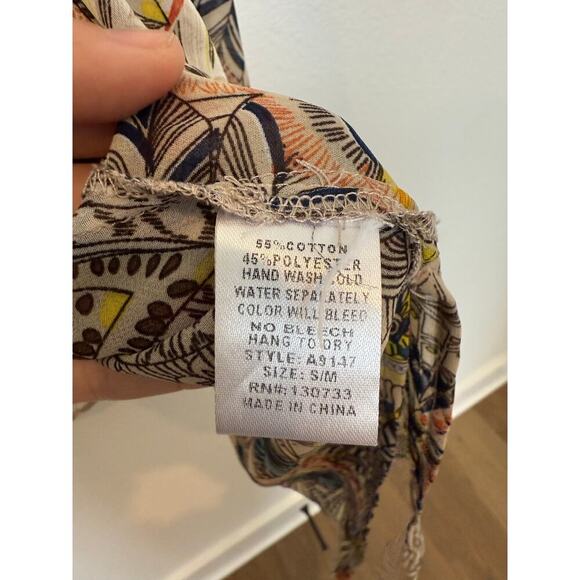 55%COTTON
45%POLYESTER
HAND WASH COLD
WATER SEPALATELY
COLOR WILL BLEED
NO BLEECH
HANG TO DRY
STYLE: A9147
SIZE: S/M
RN#: 130733
MADE IN CHINA